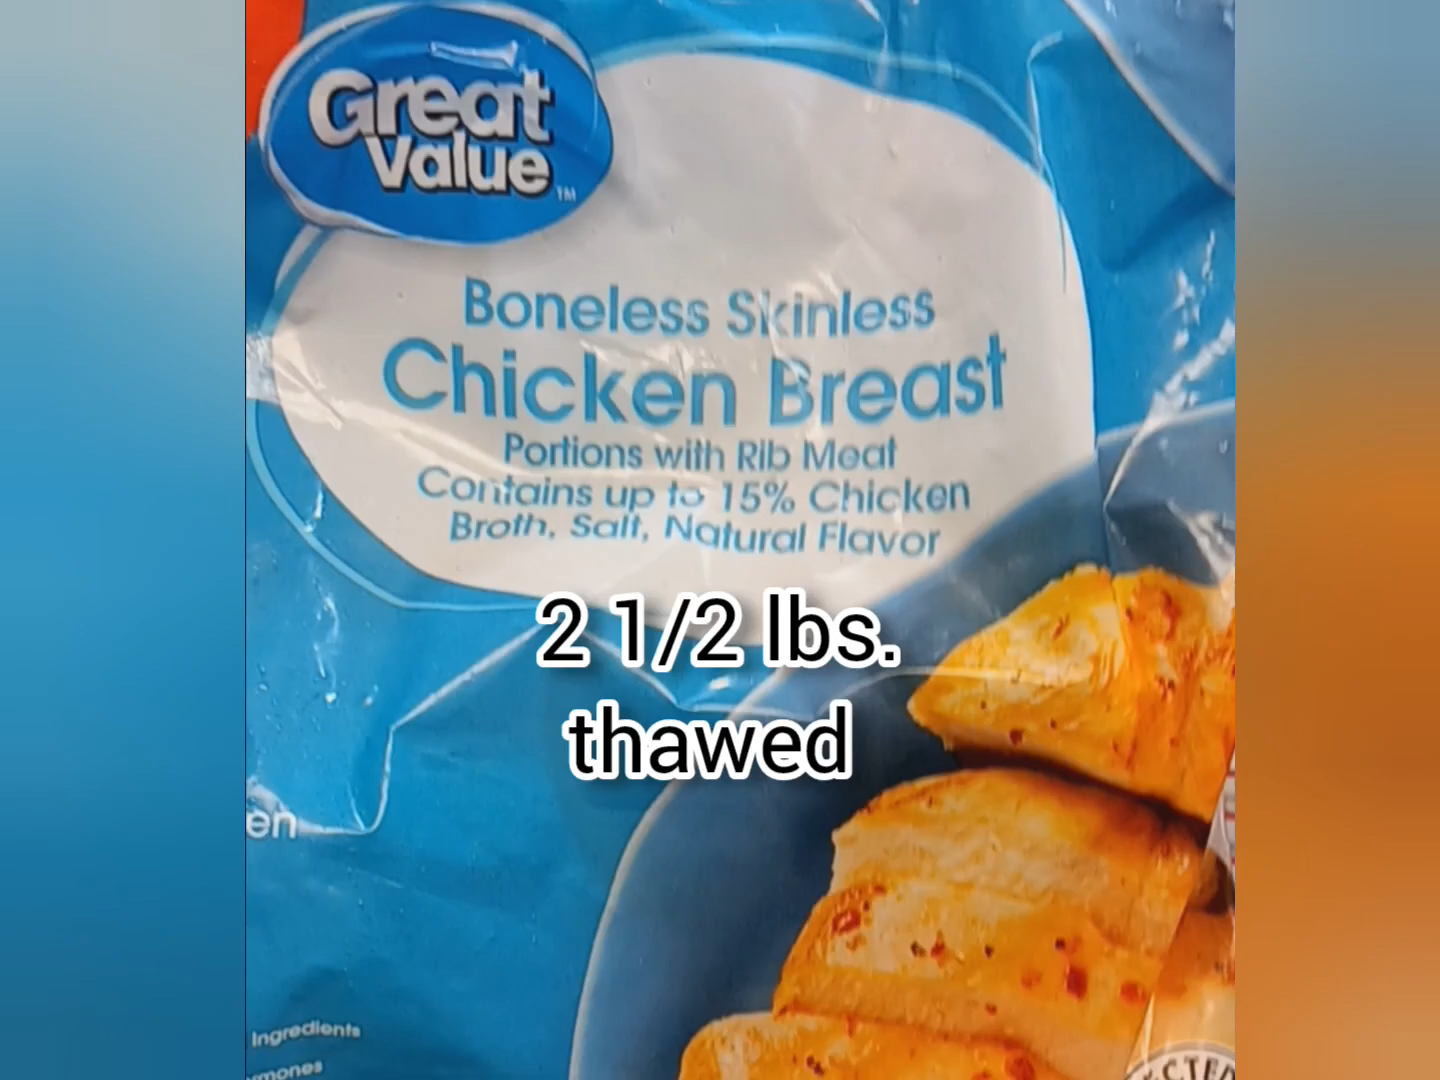 Great
Value
TM
Boneless Skinless
Chicken Breast
Portions with Rib Meat
Contains up to 15% Chicken
Broth, Salt, Natural Flavor
2 1/2 lbs.
thawed
en
Ingredients